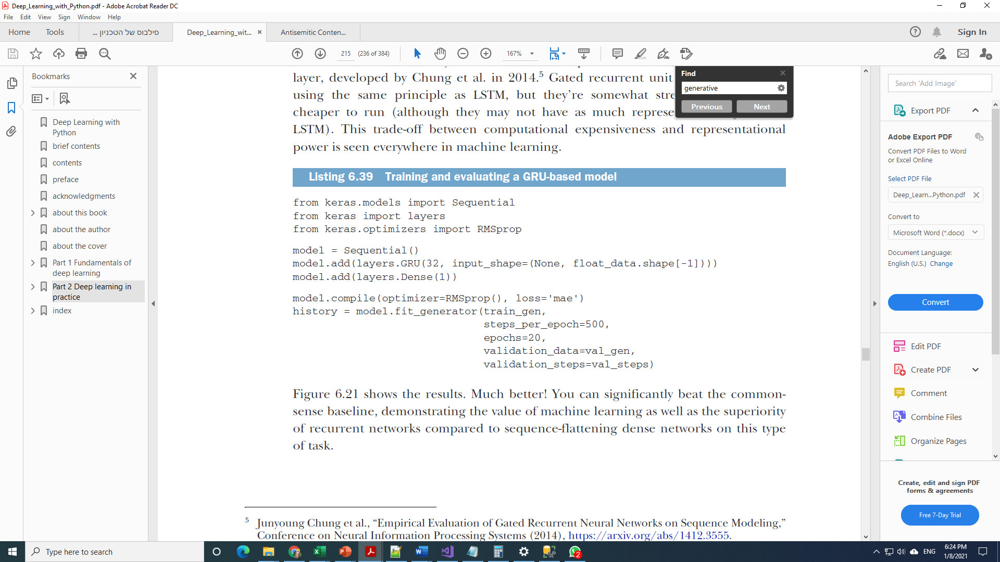 Deep_Learning_with_Python.pdf - Adobe Acrobat Reader DC
File Edit View Sign Window Help
Home Tools סילבוס של הטכניון ... Deep_Learning_wit... Antisemitic Conten... Sign In
215 (236 of 384) 167%
Bookmarks
Deep Learning with
Python
brief contents
contents
preface
acknowledgments
about this book
about the author
about the cover
Part 1 Fundamentals of
deep learning
Part 2 Deep learning in
practice
index
layer, developed by Chung et al. in 2014.5 Gated recurrent unit
using the same principle as LSTM, but they're somewhat stre
cheaper to run (although they may not have as much represe
LSTM). This trade-off between computational expensiveness and representational
power is seen everywhere in machine learning.
Listing 6.39 Training and evaluating a GRU-based model
from keras.models import Sequential
from keras import layers
from keras.optimizers import RMSprop
model = Sequential()
model.add(layers.GRU(32, input_shape=(None, float_data.shape[-1])))
model.add(layers.Dense(1))
model.compile(optimizer=RMSprop(), loss='mae')
history = model.fit_generator(train_gen,
steps_per_epoch=500,
epochs=20,
validation_data=val_gen,
validation_steps=val_steps)
Figure 6.21 shows the results. Much better! You can significantly beat the common-
sense baseline, demonstrating the value of machine learning as well as the superiority
of recurrent networks compared to sequence-flattening dense networks on this type
of task.
5 Junyoung Chung et al., “Empirical Evaluation of Gated Recurrent Neural Networks on Sequence Modeling,”
Conference on Neural Information Processing Systems (2014), https://arxiv.org/abs/1412.3555.
Find
generative
Previous Next
Search 'Add Image'
Export PDF
Adobe Export PDF
Convert PDF Files to Word
or Excel Online
Select PDF File
Deep_Learn...Python.pdf
Convert to
Microsoft Word (*.docx)
Document Language:
English (U.S.) Change
Convert
Edit PDF
Create PDF
Comment
Combine Files
Organize Pages
Create, edit and sign PDF
forms & agreements
Free 7-Day Trial
Type here to search
2
ENG
6:24 PM
1/8/2021